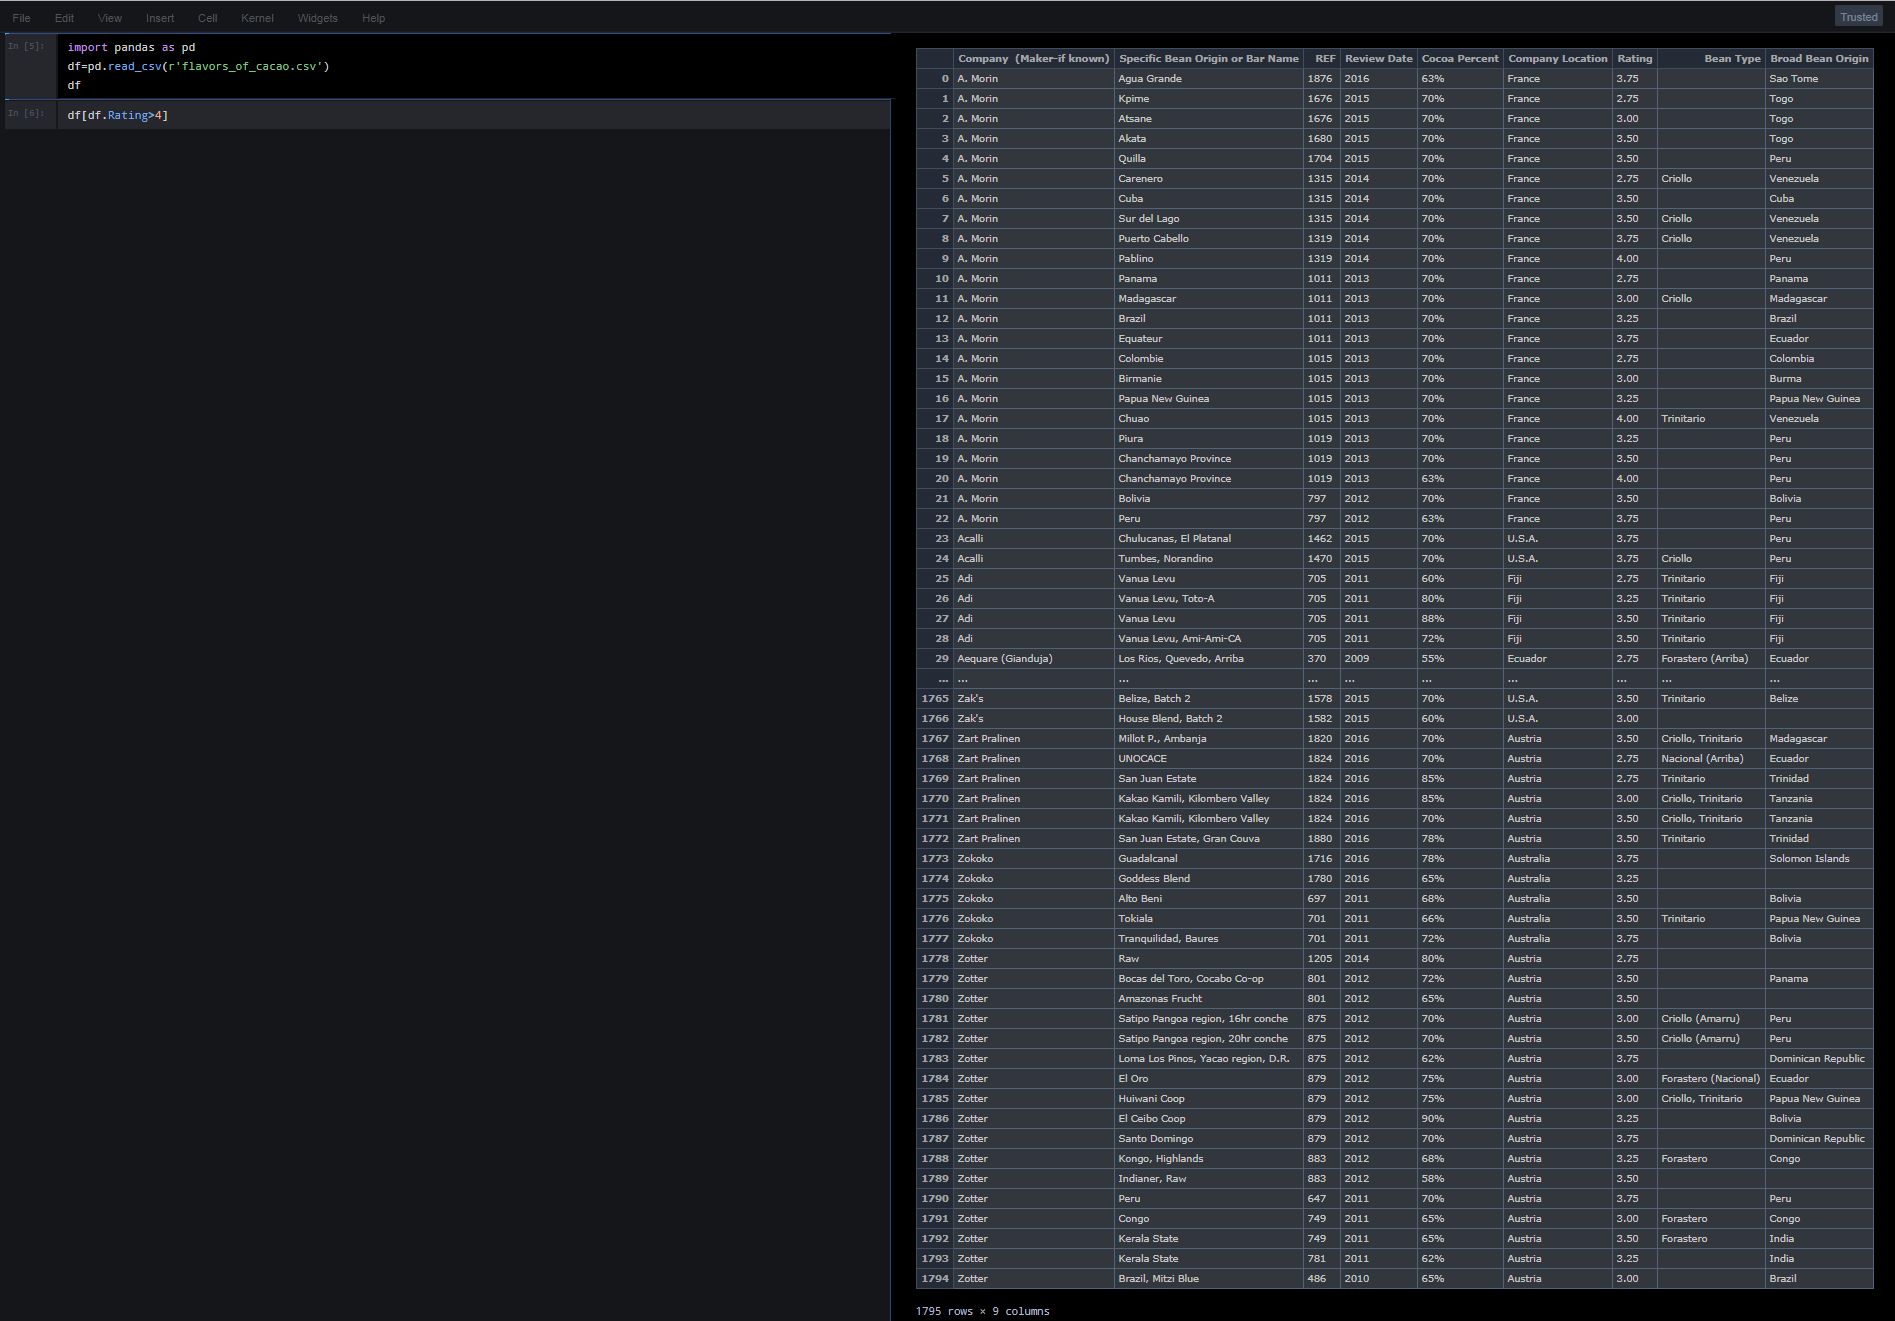 File Edit View Insert Cell Kernel Widgets Help Trusted
In [5]: import pandas as pd
df=pd.read_csv(r'flavors_of_cacao.csv')
df
In [6]: df[df.Rating>4]
Company  (Maker-if known) Specific Bean Origin or Bar Name REF Review Date Cocoa Percent Company Location Rating Bean Type Broad Bean Origin
0 A. Morin Agua Grande 1876 2016 63% France 3.75 Sao Tome
1 A. Morin Kpime 1676 2015 70% France 2.75 Togo
2 A. Morin Atsane 1676 2015 70% France 3.00 Togo
3 A. Morin Akata 1680 2015 70% France 3.50 Togo
4 A. Morin Quilla 1704 2015 70% France 3.50 Peru
5 A. Morin Carenero 1315 2014 70% France 2.75 Criollo Venezuela
6 A. Morin Cuba 1315 2014 70% France 3.50 Cuba
7 A. Morin Sur del Lago 1315 2014 70% France 3.50 Criollo Venezuela
8 A. Morin Puerto Cabello 1319 2014 70% France 3.75 Criollo Venezuela
9 A. Morin Pablino 1319 2014 70% France 4.00 Peru
10 A. Morin Panama 1011 2013 70% France 2.75 Panama
11 A. Morin Madagascar 1011 2013 70% France 3.00 Criollo Madagascar
12 A. Morin Brazil 1011 2013 70% France 3.25 Brazil
13 A. Morin Equateur 1011 2013 70% France 3.75 Ecuador
14 A. Morin Colombie 1015 2013 70% France 2.75 Colombia
15 A. Morin Birmanie 1015 2013 70% France 3.00 Burma
16 A. Morin Papua New Guinea 1015 2013 70% France 3.25 Papua New Guinea
17 A. Morin Chuao 1015 2013 70% France 4.00 Trinitario Venezuela
18 A. Morin Piura 1019 2013 70% France 3.25 Peru
19 A. Morin Chanchamayo Province 1019 2013 70% France 3.50 Peru
20 A. Morin Chanchamayo Province 1019 2013 63% France 4.00 Peru
21 A. Morin Bolivia 797 2012 70% France 3.50 Bolivia
22 A. Morin Peru 797 2012 63% France 3.75 Peru
23 Acalli Chulucanas, El Platanal 1462 2015 70% U.S.A. 3.75 Peru
24 Acalli Tumbes, Norandino 1470 2015 70% U.S.A. 3.75 Criollo Peru
25 Adi Vanua Levu 705 2011 60% Fiji 2.75 Trinitario Fiji
26 Adi Vanua Levu, Toto-A 705 2011 80% Fiji 3.25 Trinitario Fiji
27 Adi Vanua Levu 705 2011 88% Fiji 3.50 Trinitario Fiji
28 Adi Vanua Levu, Ami-Ami-CA 705 2011 72% Fiji 3.50 Trinitario Fiji
29 Aequare (Gianduja) Los Rios, Quevedo, Arriba 370 2009 55% Ecuador 2.75 Forastero (Arriba) Ecuador
... ... ... ... ... ... ... ... ... ...
1765 Zak's Belize, Batch 2 1578 2015 70% U.S.A. 3.50 Trinitario Belize
1766 Zak's House Blend, Batch 2 1582 2015 60% U.S.A. 3.00
1767 Zart Pralinen Millot P., Ambanja 1820 2016 70% Austria 3.50 Criollo, Trinitario Madagascar
1768 Zart Pralinen UNOCACE 1824 2016 70% Austria 2.75 Nacional (Arriba) Ecuador
1769 Zart Pralinen San Juan Estate 1824 2016 85% Austria 2.75 Trinitario Trinidad
1770 Zart Pralinen Kakao Kamili, Kilombero Valley 1824 2016 85% Austria 3.00 Criollo, Trinitario Tanzania
1771 Zart Pralinen Kakao Kamili, Kilombero Valley 1824 2016 70% Austria 3.50 Criollo, Trinitario Tanzania
1772 Zart Pralinen San Juan Estate, Gran Couva 1880 2016 78% Austria 3.50 Trinitario Trinidad
1773 Zokoko Guadalcanal 1716 2016 78% Australia 3.75 Solomon Islands
1774 Zokoko Goddess Blend 1780 2016 65% Australia 3.25
1775 Zokoko Alto Beni 697 2011 68% Australia 3.50 Bolivia
1776 Zokoko Tokiala 701 2011 66% Australia 3.50 Trinitario Papua New Guinea
1777 Zokoko Tranquilidad, Baures 701 2011 72% Australia 3.75 Bolivia
1778 Zotter Raw 1205 2014 80% Austria 2.75
1779 Zotter Bocas del Toro, Cocabo Co-op 801 2012 72% Austria 3.50 Panama
1780 Zotter Amazonas Frucht 801 2012 65% Austria 3.50
1781 Zotter Satipo Pangoa region, 16hr conche 875 2012 70% Austria 3.00 Criollo (Amarru) Peru
1782 Zotter Satipo Pangoa region, 20hr conche 875 2012 70% Austria 3.50 Criollo (Amarru) Peru
1783 Zotter Loma Los Pinos, Yacao region, D.R. 875 2012 62% Austria 3.75 Dominican Republic
1784 Zotter El Oro 879 2012 75% Austria 3.00 Forastero (Nacional) Ecuador
1785 Zotter Huiwani Coop 879 2012 75% Austria 3.00 Criollo, Trinitario Papua New Guinea
1786 Zotter El Ceibo Coop 879 2012 90% Austria 3.25 Bolivia
1787 Zotter Santo Domingo 879 2012 70% Austria 3.75 Dominican Republic
1788 Zotter Kongo, Highlands 883 2012 68% Austria 3.25 Forastero Congo
1789 Zotter Indianer, Raw 883 2012 58% Austria 3.50
1790 Zotter Peru 647 2011 70% Austria 3.75 Peru
1791 Zotter Congo 749 2011 65% Austria 3.00 Forastero Congo
1792 Zotter Kerala State 749 2011 65% Austria 3.50 Forastero India
1793 Zotter Kerala State 781 2011 62% Austria 3.25 India
1794 Zotter Brazil, Mitzi Blue 486 2010 65% Austria 3.00 Brazil
1795 rows × 9 columns